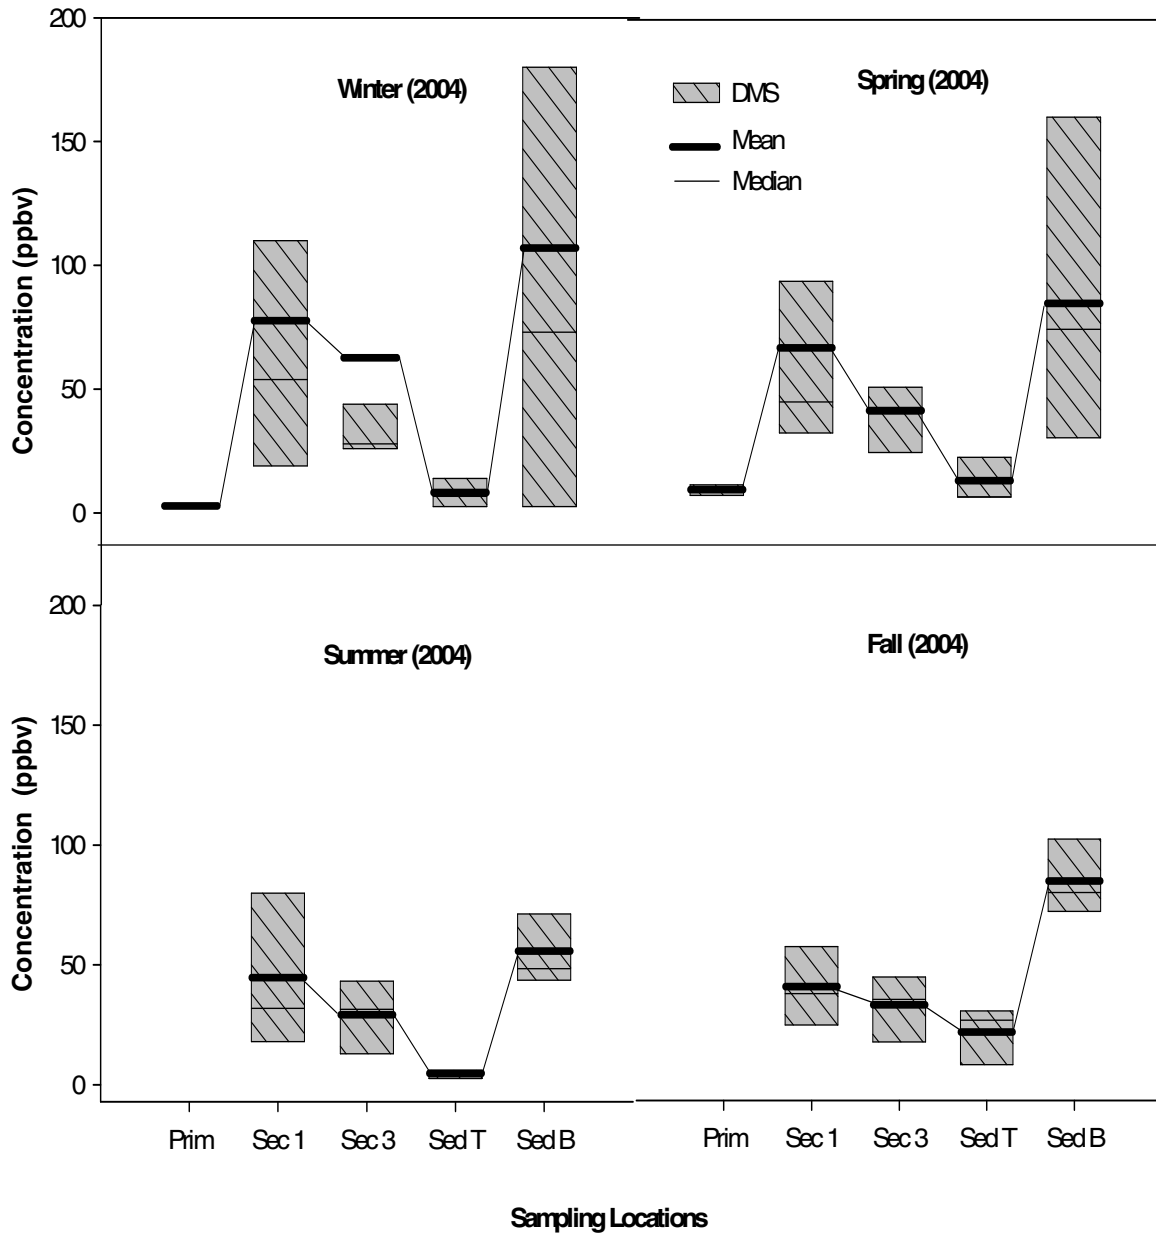 200
150
100
50
0
Concentration (ppbv)
Winter (2004)
Spring (2004)
DMS
Mean
Median
200
150
100
50
0
Concentration (ppbv)
Summer (2004)
Fall (2004)
Prim Sec 1 Sec 3 Sed T Sed B Prim Sec 1 Sec 3 Sed T Sed B
Sampling Locations